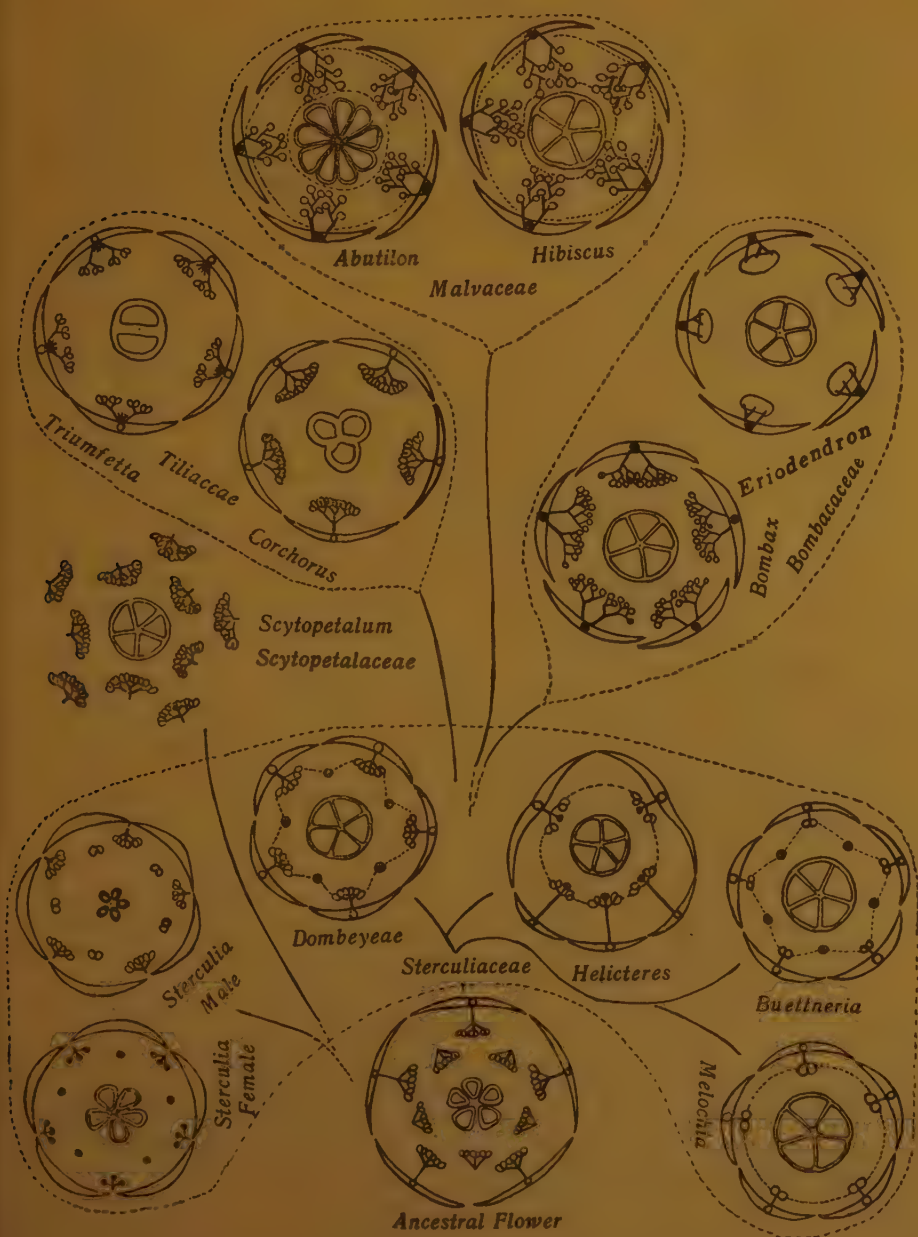 Abutilon
Hibiscus
Malvaceae
Triumfetta
Tiliaceae
Corchorus
Eriodendron
Bombax
Bombacaceae
Scytopetalum
Scytopetalaceae
Dombeyeae
Sterculiaceae
Helicteres
Buettneria
Sterculia
Male
Sterculia
Female
Melochia
Ancestral Flower